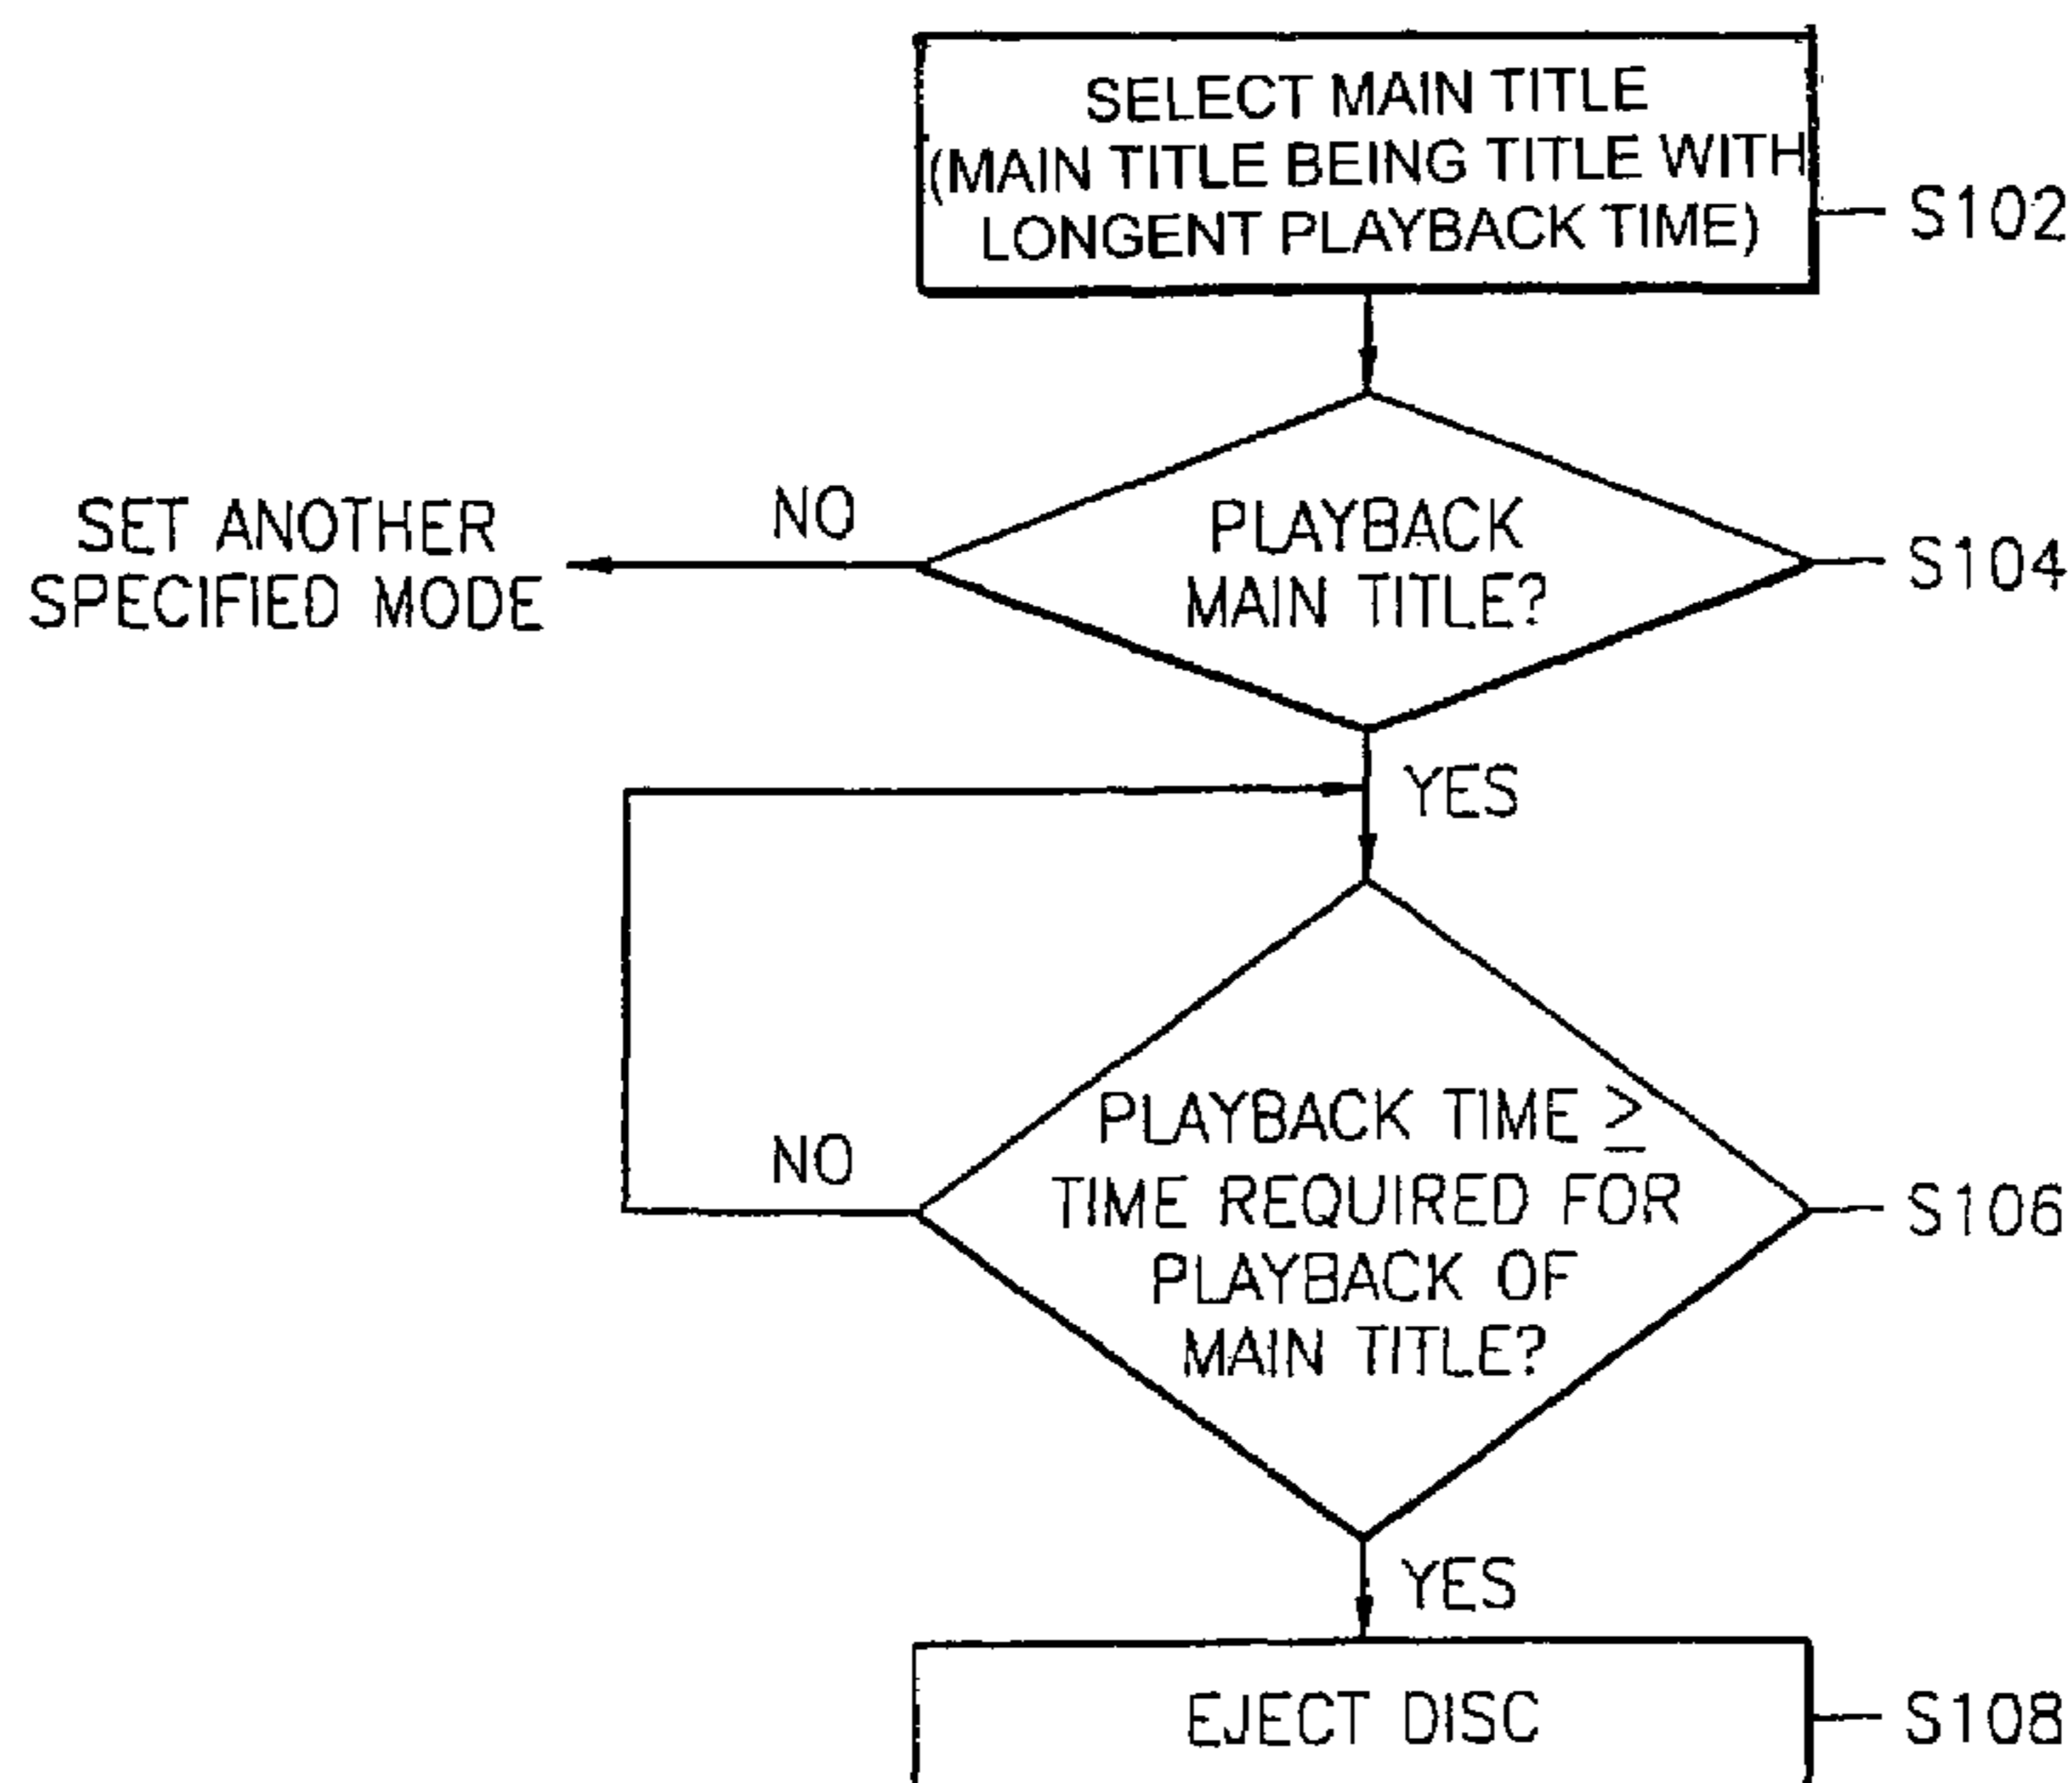 SELECT MAIN TITLE
(MAIN TITLE BEING TITLE WITH
LONGENT PLAYBACK TIME)
S102
PLAYBACK
MAIN TITLE?
S104
NO
SET ANOTHER
SPECIFIED MODE
YES
PLAYBACK TIME ≥
TIME REQUIRED FOR
PLAYBACK OF
MAIN TITLE?
S106
NO
YES
EJECT DISC
S108